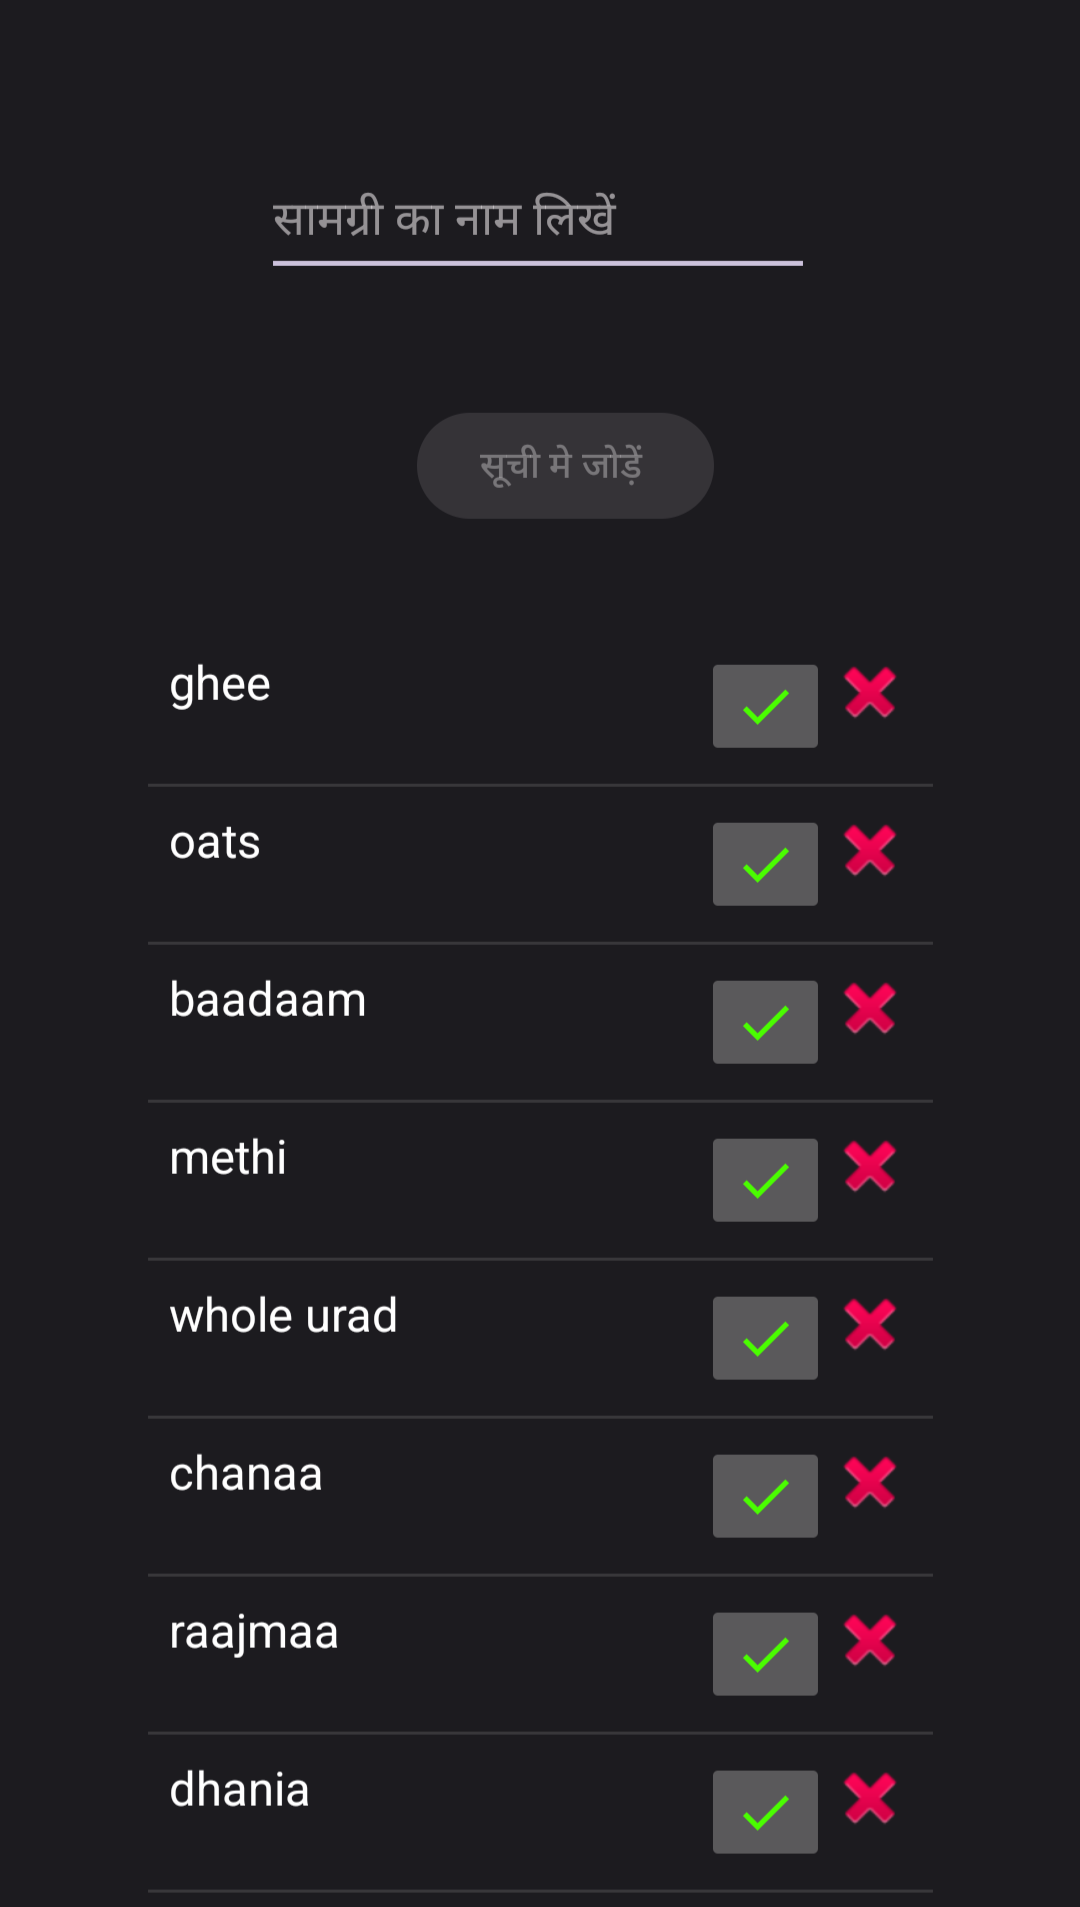 सामग्री का नाम लिखें
सूची मे जोड़ें
ghee
oats
baadaam
methi
whole urad
chanaa
raajmaa
dhania